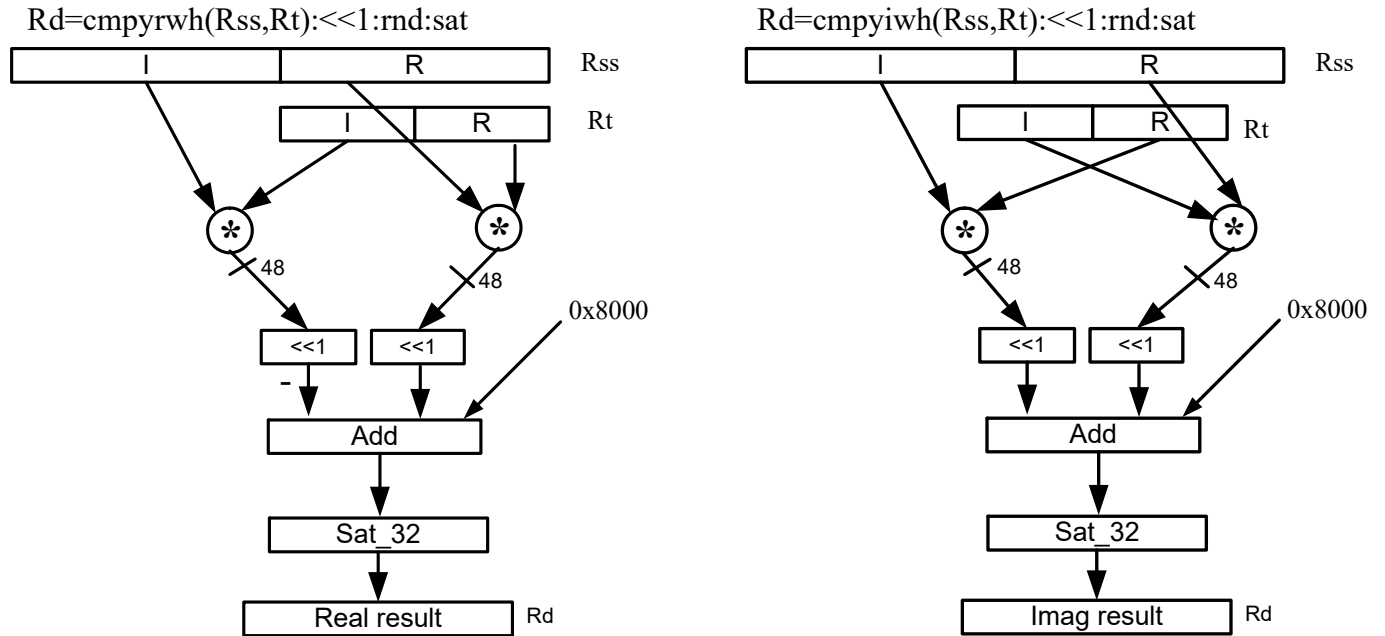 Rd=cmpyrwh(Rss,Rt):<<1:rnd:sat
I R Rss
I R Rt
* *
48 48
0x8000
<<1 <<1
-
Add
Sat_32
Real result Rd
Rd=cmpyiwh(Rss,Rt):<<1:rnd:sat
I R Rss
I R Rt
* *
48 48
0x8000
<<1 <<1
Add
Sat_32
Imag result Rd